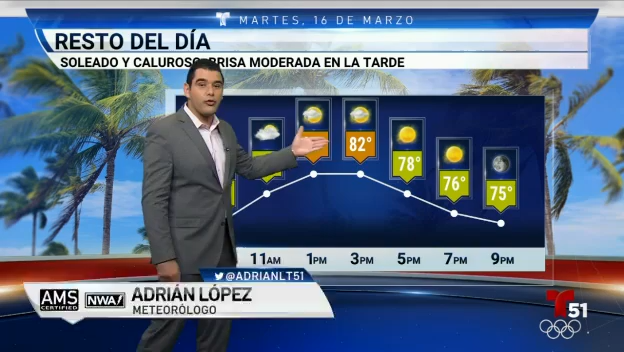 MARTES, 16 DE MARZO
RESTO DEL DÍA
SOLEADO Y CALUROSO. BRISA MODERADA EN LA TARDE
82°
78°
76°
75°
11AM 1PM 3PM 5PM 7PM 9PM
@ADRIANLT51
AMS
CERTIFIED
NWA
ADRIÁN LÓPEZ
METEORÓLOGO
51